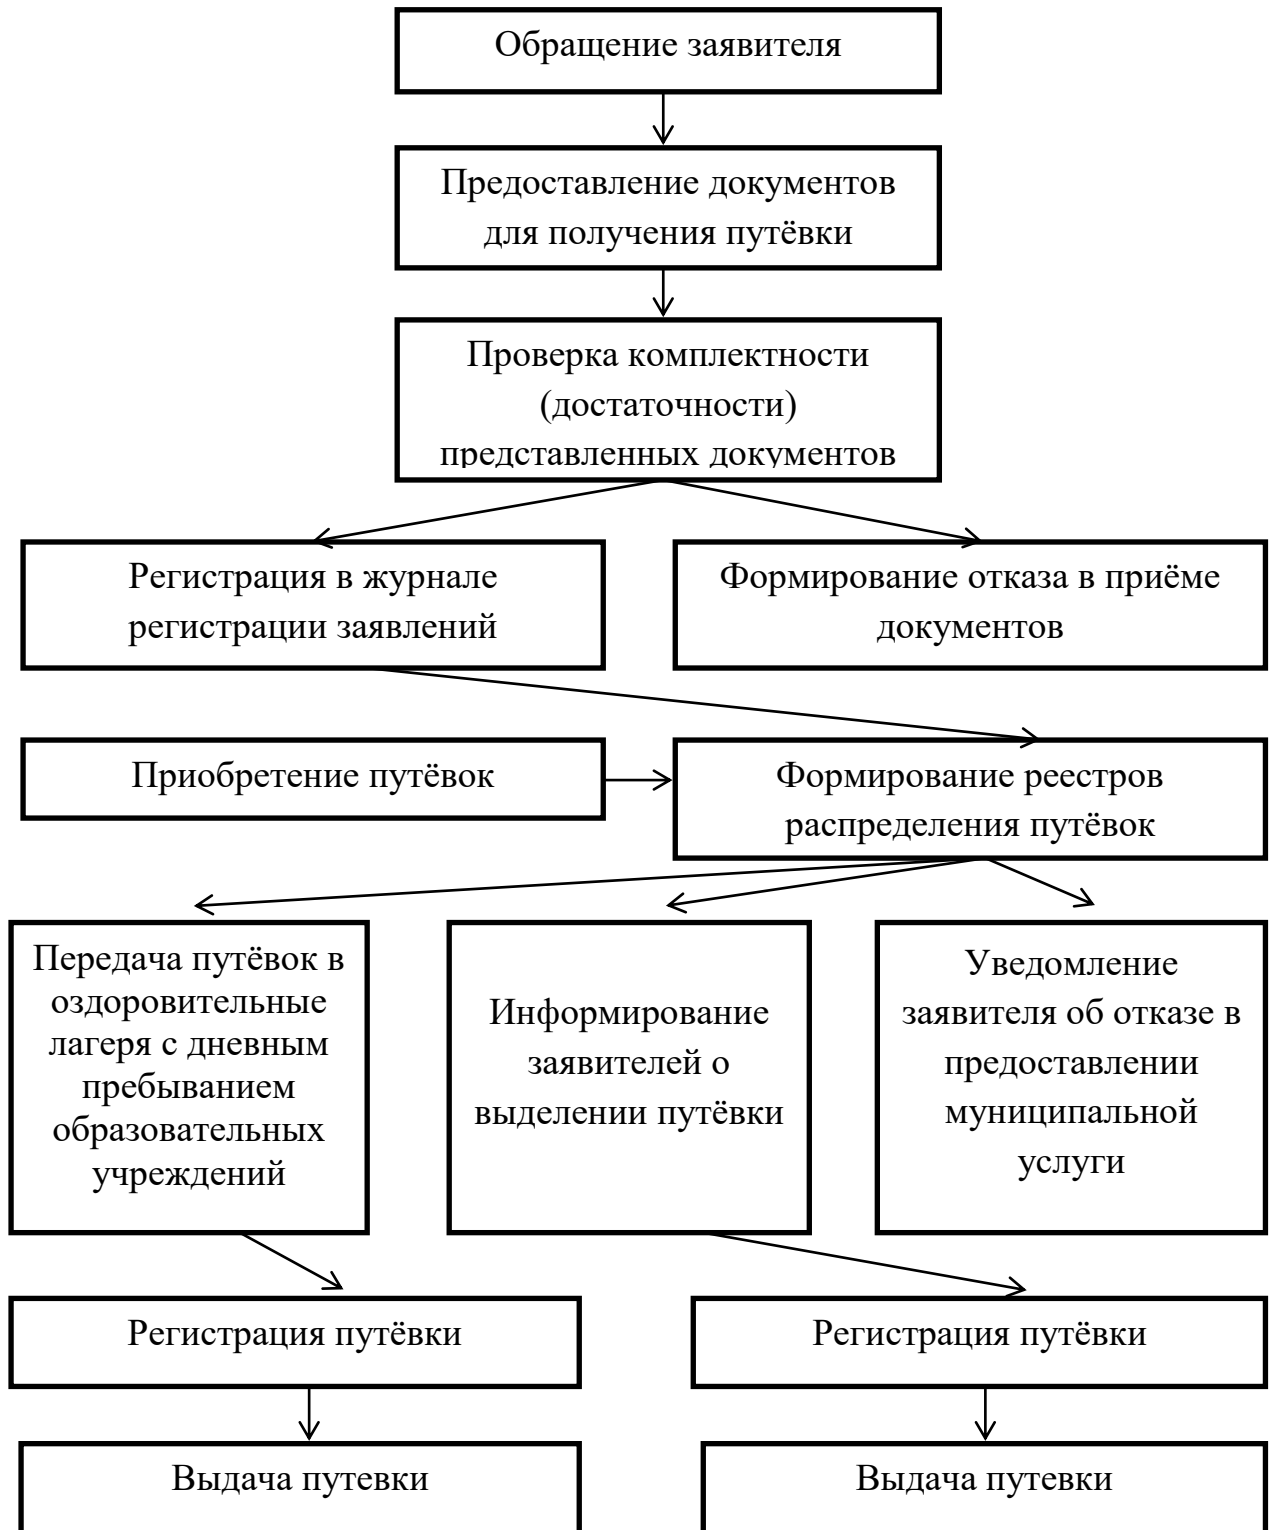 Обращение заявителя
Предоставление документов
для получения путёвки
Проверка комплектности
(достаточности)
представленных документов
Регистрация в журнале
регистрации заявлений
Формирование отказа в приёме
документов
Приобретение путёвок
Формирование реестров
распределения путёвок
Передача путёвок в
оздоровительные
лагеря с дневным
пребыванием
образовательных
учреждений
Информирование
заявителей о
выделении путёвки
Уведомление
заявителя об отказе в
предоставлении
муниципальной
услуги
Регистрация путёвки
Регистрация путёвки
Выдача путевки
Выдача путевки